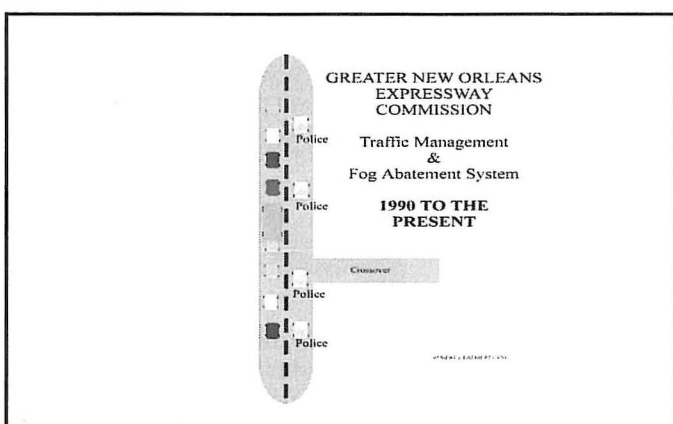 GREATER NEW ORLEANS
EXPRESSWAY
COMMISSION
Traffic Management
&
Fog Abatement System
1990 TO THE
PRESENT
Police
Police
Crossover
Police
Police